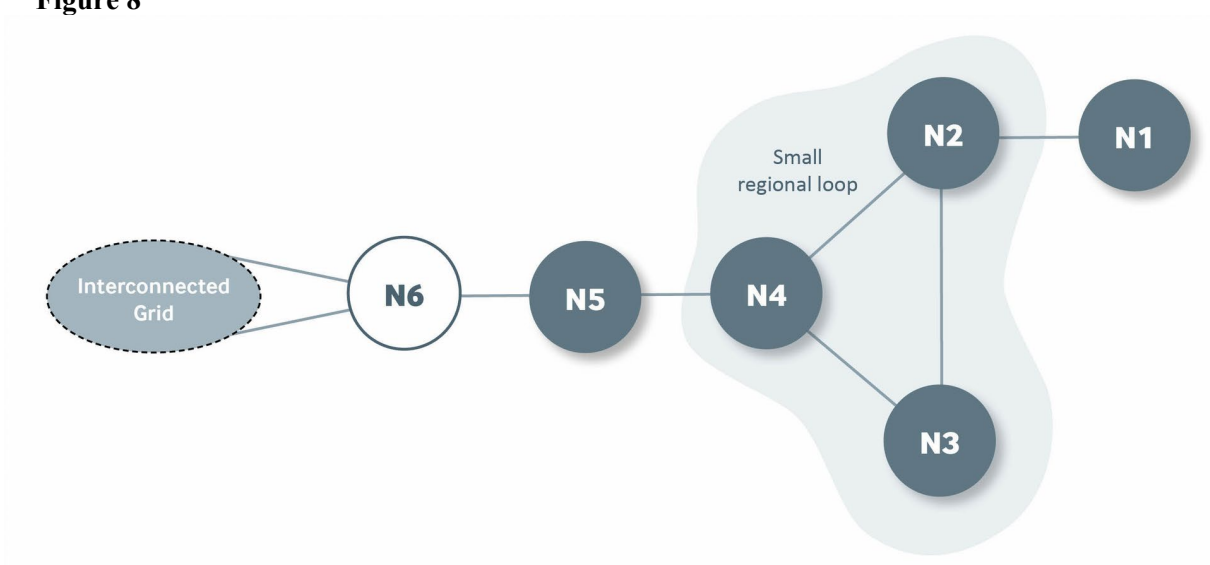 Figure 8
N2
N1
Small
regional loop
Interconnected
Grid
N6
N5
N4
N3